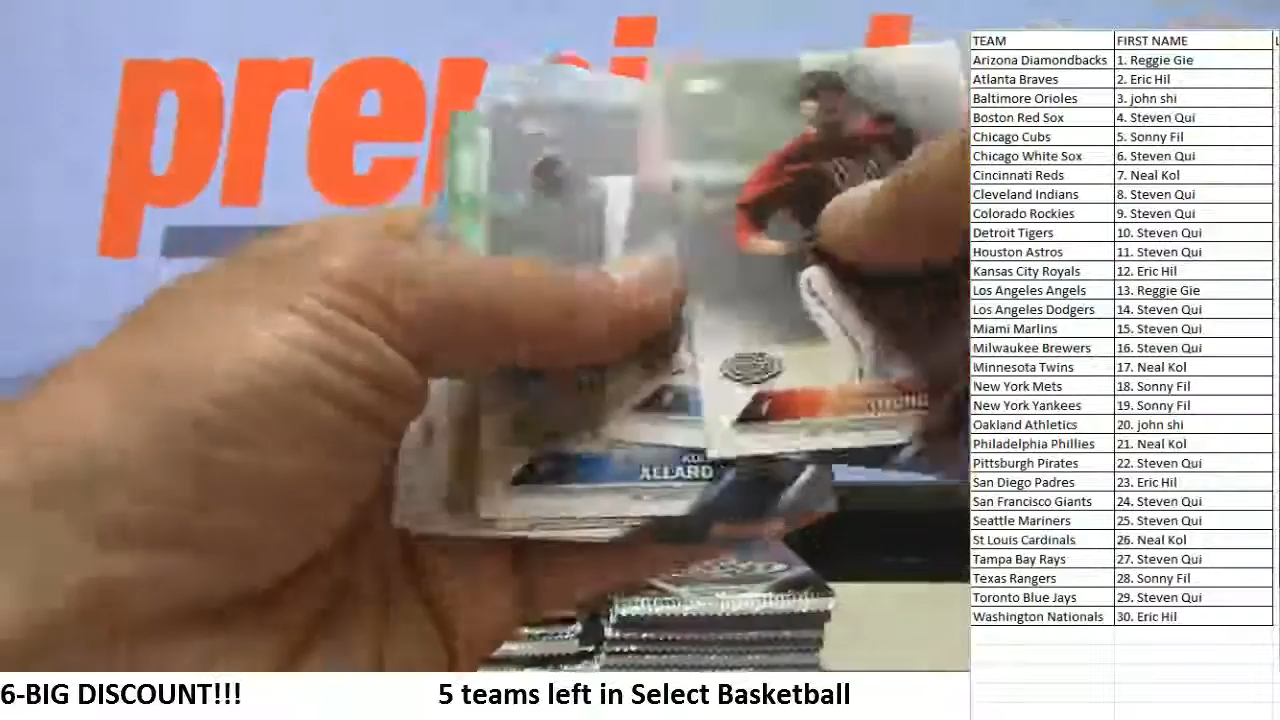 TEAM FIRST NAME
Arizona Diamondbacks 1. Reggie Gie
Atlanta Braves 2. Eric Hil
Baltimore Orioles 3. john shi
Boston Red Sox 4. Steven Qui
Chicago Cubs 5. Sonny Fil
Chicago White Sox 6. Steven Qui
Cincinnati Reds 7. Neal Kol
Cleveland Indians 8. Steven Qui
Colorado Rockies 9. Steven Qui
Detroit Tigers 10. Steven Qui
Houston Astros 11. Steven Qui
Kansas City Royals 12. Eric Hil
Los Angeles Angels 13. Reggie Gie
Los Angeles Dodgers 14. Steven Qui
Miami Marlins 15. Steven Qui
Milwaukee Brewers 16. Steven Qui
Minnesota Twins 17. Neal Kol
New York Mets 18. Sonny Fil
New York Yankees 19. Sonny Fil
Oakland Athletics 20. john shi
Philadelphia Phillies 21. Neal Kol
Pittsburgh Pirates 22. Steven Qui
San Diego Padres 23. Eric Hil
San Francisco Giants 24. Steven Qui
Seattle Mariners 25. Steven Qui
St Louis Cardinals 26. Neal Kol
Tampa Bay Rays 27. Steven Qui
Texas Rangers 28. Sonny Fil
Toronto Blue Jays 29. Steven Qui
Washington Nationals 30. Eric Hil
ALLARD
6-BIG DISCOUNT!!! 5 teams left in Select Basketball